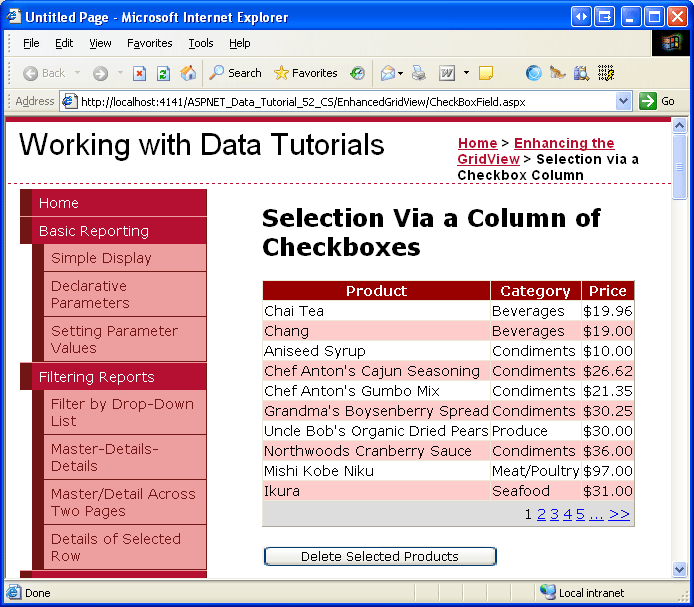 Untitled Page - Microsoft Internet Explorer
File Edit View Favorites Tools Help
Back Search Favorites
Address http://localhost:4141/ASPNET_Data_Tutorial_52_CS/EnhancedGridView/CheckBoxField.aspx Go
Working with Data Tutorials
Home > Enhancing the
GridView > Selection via a
Checkbox Column
Home
Basic Reporting
Simple Display
Declarative
Parameters
Setting Parameter
Values
Filtering Reports
Filter by Drop-Down
List
Master-Details-
Details
Master/Detail Across
Two Pages
Details of Selected
Row
Selection Via a Column of
Checkboxes
Product Category Price
Chai Tea Beverages $19.96
Chang Beverages $19.00
Aniseed Syrup Condiments $10.00
Chef Anton's Cajun Seasoning Condiments $26.62
Chef Anton's Gumbo Mix Condiments $21.35
Grandma's Boysenberry Spread Condiments $30.25
Uncle Bob's Organic Dried Pears Produce $30.00
Northwoods Cranberry Sauce Condiments $36.00
Mishi Kobe Niku Meat/Poultry $97.00
Ikura Seafood $31.00
1 2 3 4 5 ... >>
Delete Selected Products
Done Local intranet